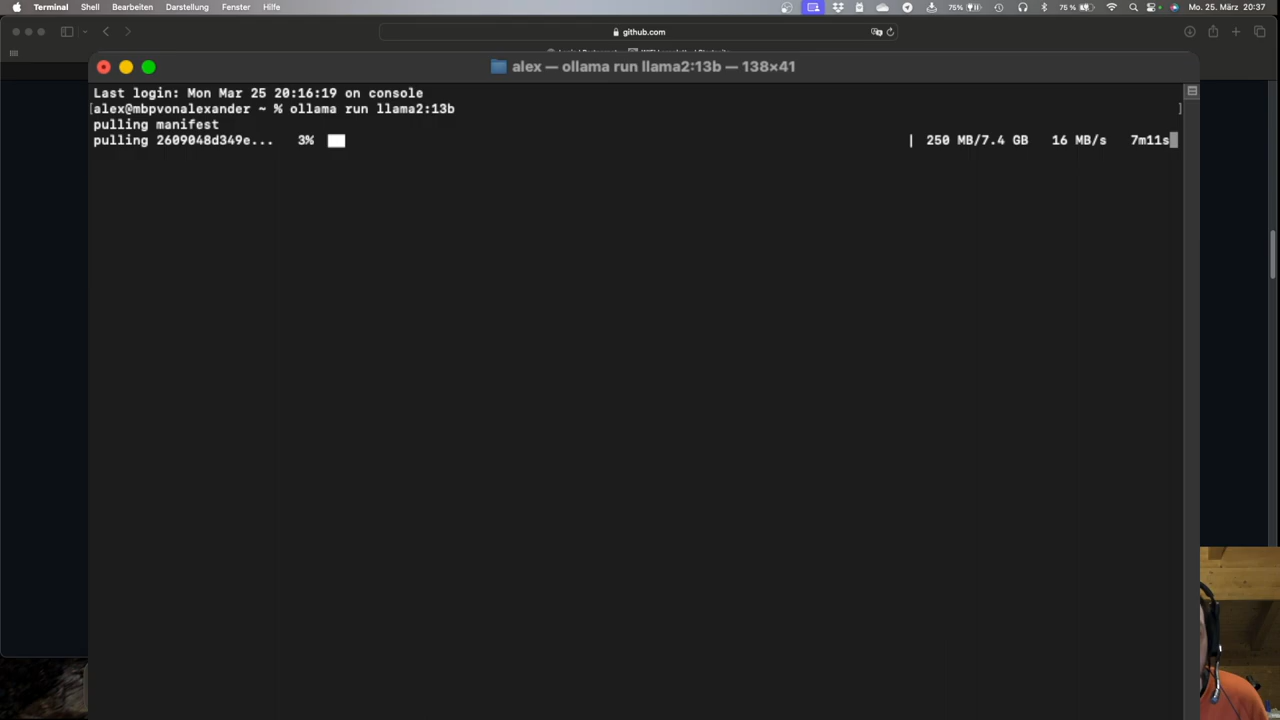 Terminal Shell Bearbeiten Darstellung Fenster Hilfe 75% 75 % Mo. 25. März 20:37
github.com
alex — ollama run llama2:13b — 138×41
Last login: Mon Mar 25 20:16:19 on console
[alex@mbpvonalexander ~ % ollama run llama2:13b ]
pulling manifest
pulling 2609048d349e... 3% | 250 MB/7.4 GB 16 MB/s 7m11s